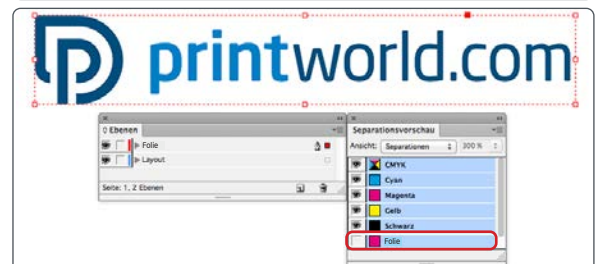 printworld.com
Ebenen
Folie
Layout
Seite: 1, 2 Ebenen
Separationsvorschau
Ansicht: Separationen 300 %
CMYK
Cyan
Magenta
Gelb
Schwarz
Folie